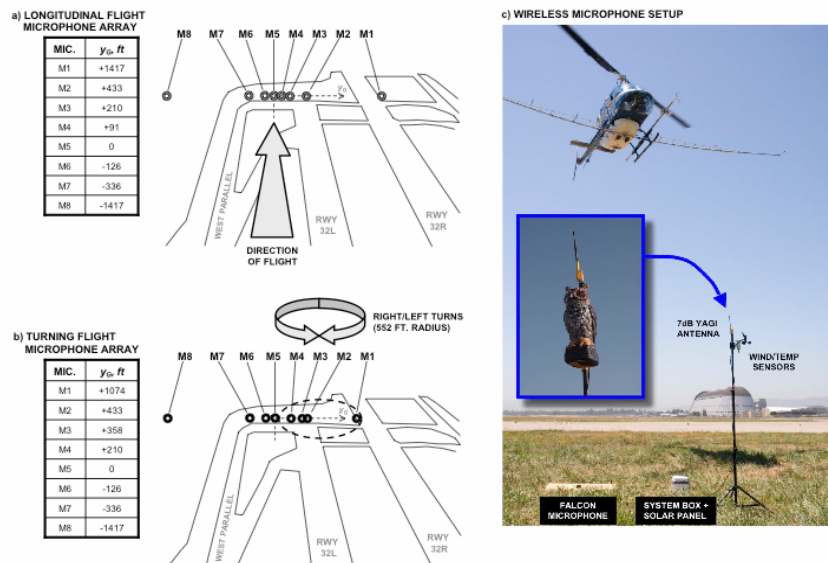 a) LONGITUDINAL FLIGHT
MICROPHONE ARRAY
MIC. y_G, ft
M1 +1417
M2 +433
M3 +210
M4 +91
M5 0
M6 -126
M7 -336
M8 -1417
M8 M7 M6 M5 M4 M3 M2 M1
y_G
WEST PARALLEL
RWY
32L
RWY
32R
DIRECTION
OF FLIGHT
RIGHT/LEFT TURNS
(552 FT. RADIUS)
b) TURNING FLIGHT
MICROPHONE ARRAY
MIC. y_G, ft
M1 +1074
M2 +433
M3 +358
M4 +210
M5 0
M6 -126
M7 -336
M8 -1417
M8 M7 M6 M5 M4 M3 M2 M1
y_G
WEST PARALLEL
RWY
32L
RWY
32R
c) WIRELESS MICROPHONE SETUP
7dB YAGI
ANTENNA
WIND/TEMP
SENSORS
FALCON
MICROPHONE
SYSTEM BOX +
SOLAR PANEL